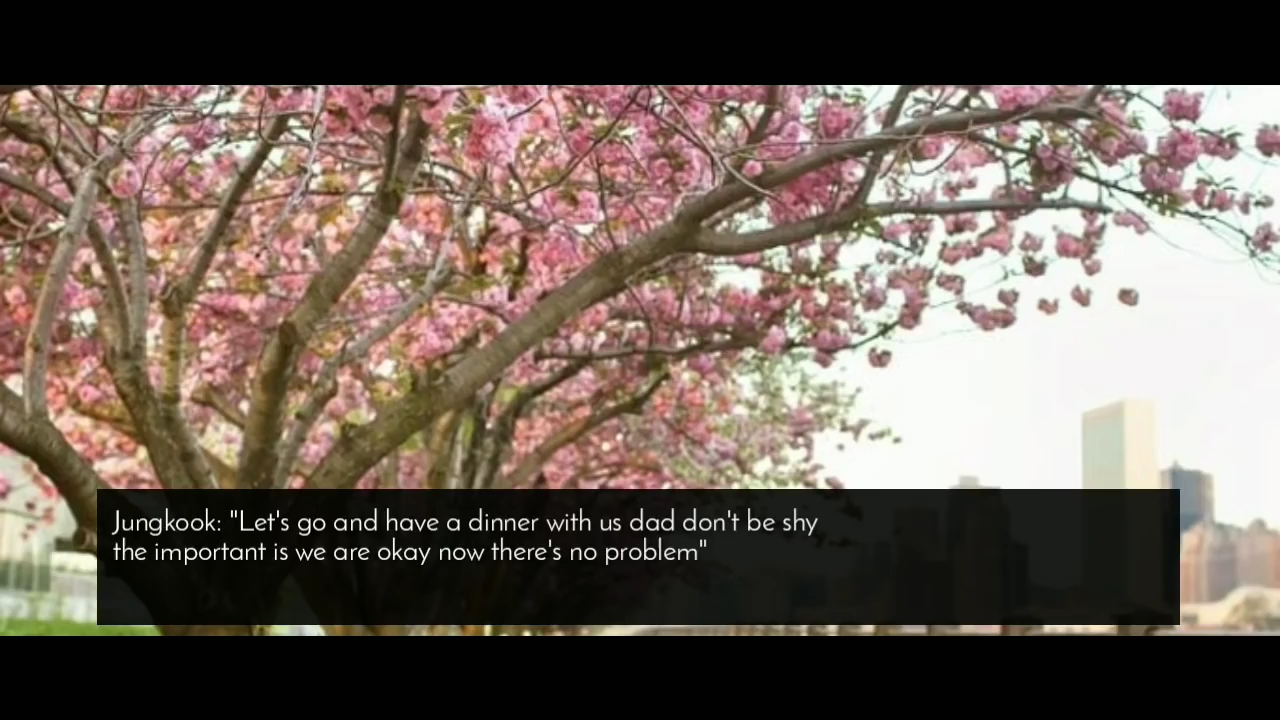 Jungkook: "Let's go and have a dinner with us dad don't be shy
the important is we are okay now there's no problem"